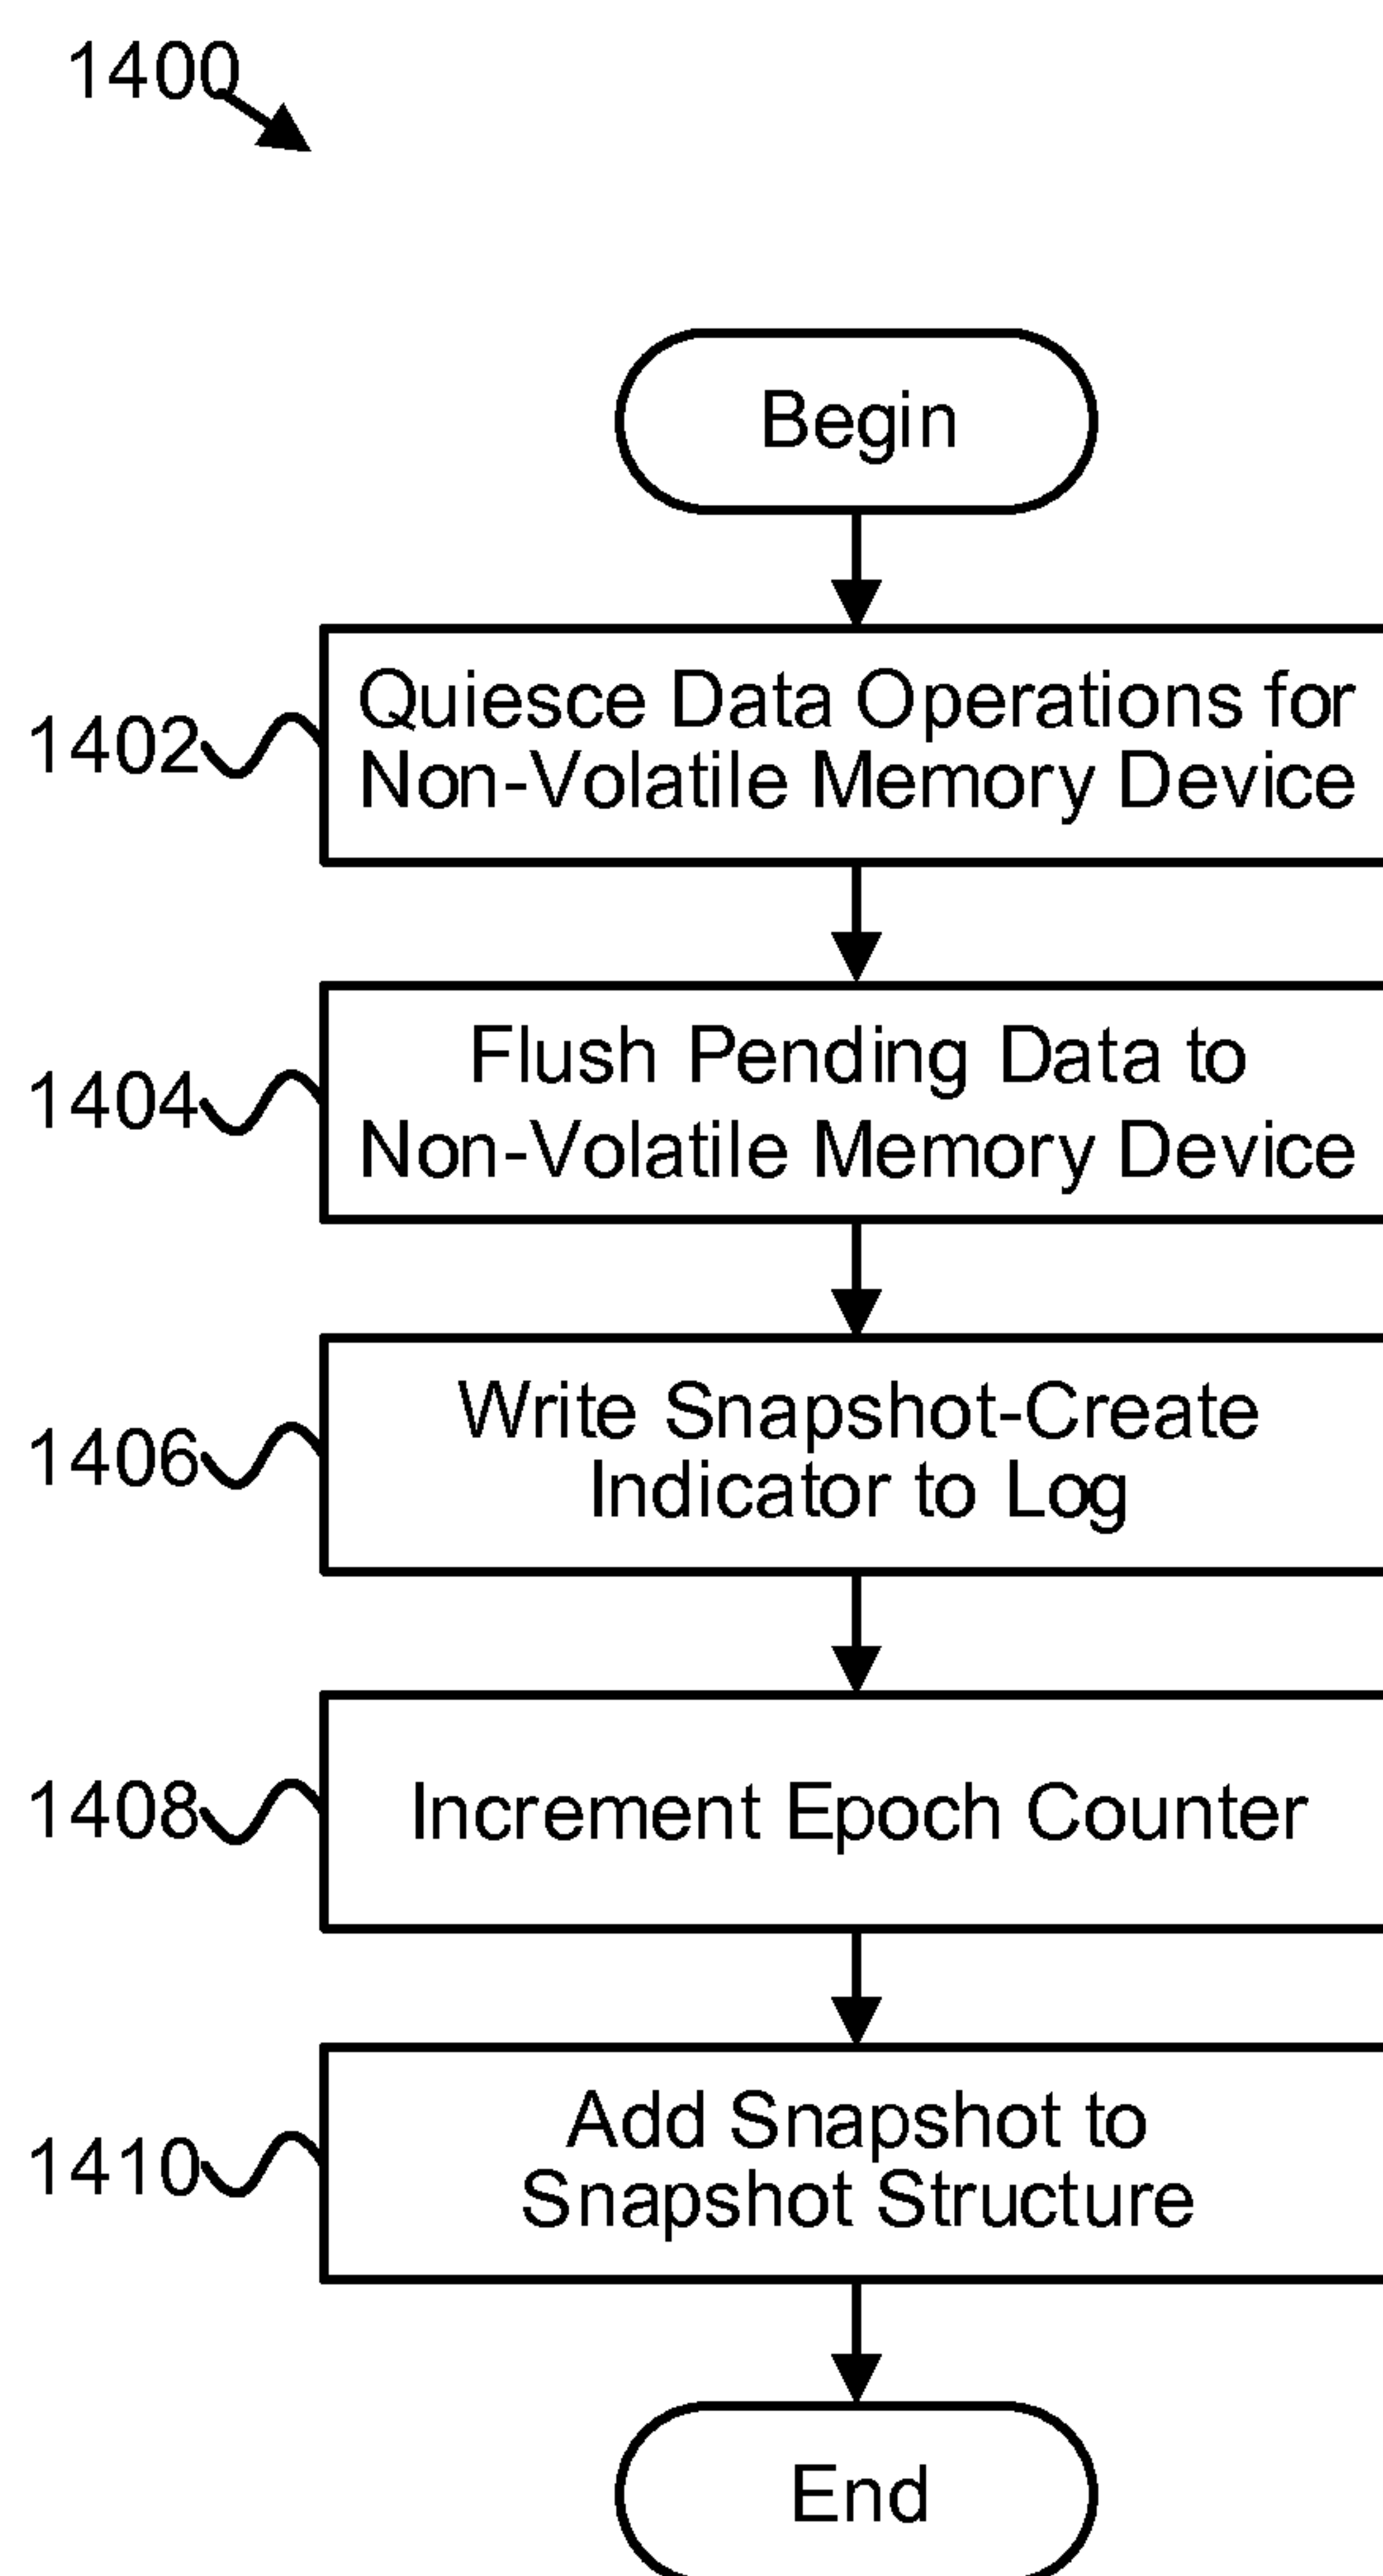 1400
Begin
1402
Quiesce Data Operations for
Non-Volatile Memory Device
1404
Flush Pending Data to
Non-Volatile Memory Device
1406
Write Snapshot-Create
Indicator to Log
1408
Increment Epoch Counter
1410
Add Snapshot to
Snapshot Structure
End